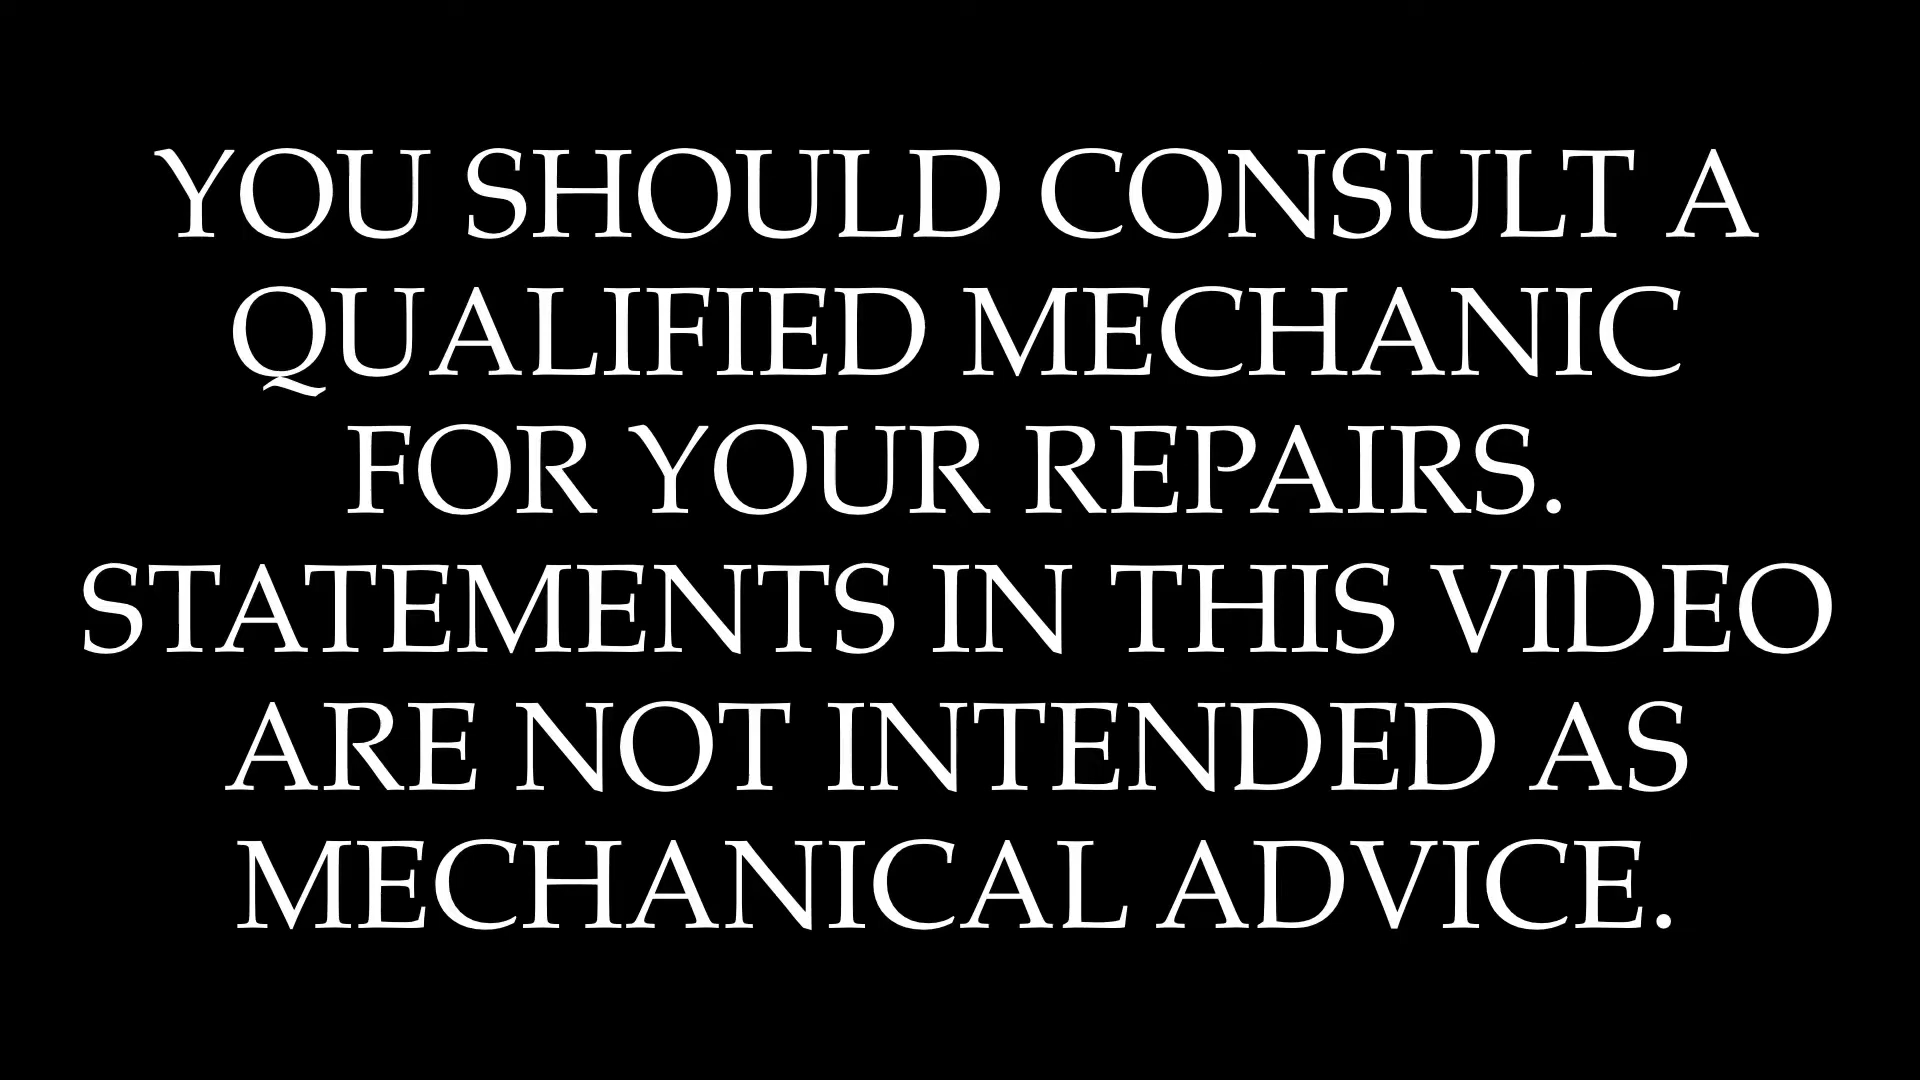 YOU SHOULD CONSULT A
QUALIFIED MECHANIC
FOR YOUR REPAIRS.
STATEMENTS IN THIS VIDEO
ARE NOT INTENDED AS
MECHANICAL ADVICE.